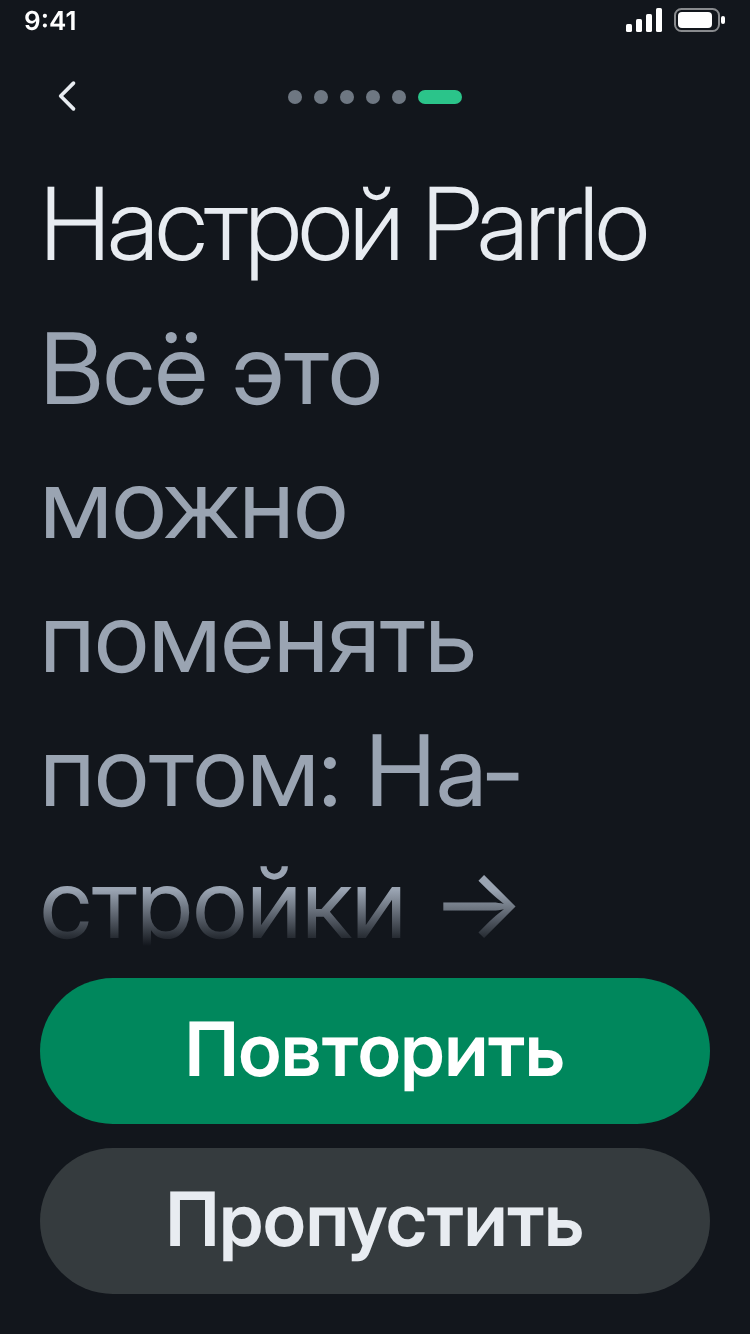 9:41
Настрой Parrlo
Всё это
можно
поменять
потом: На-
стройки →
Повторить
Пропустить